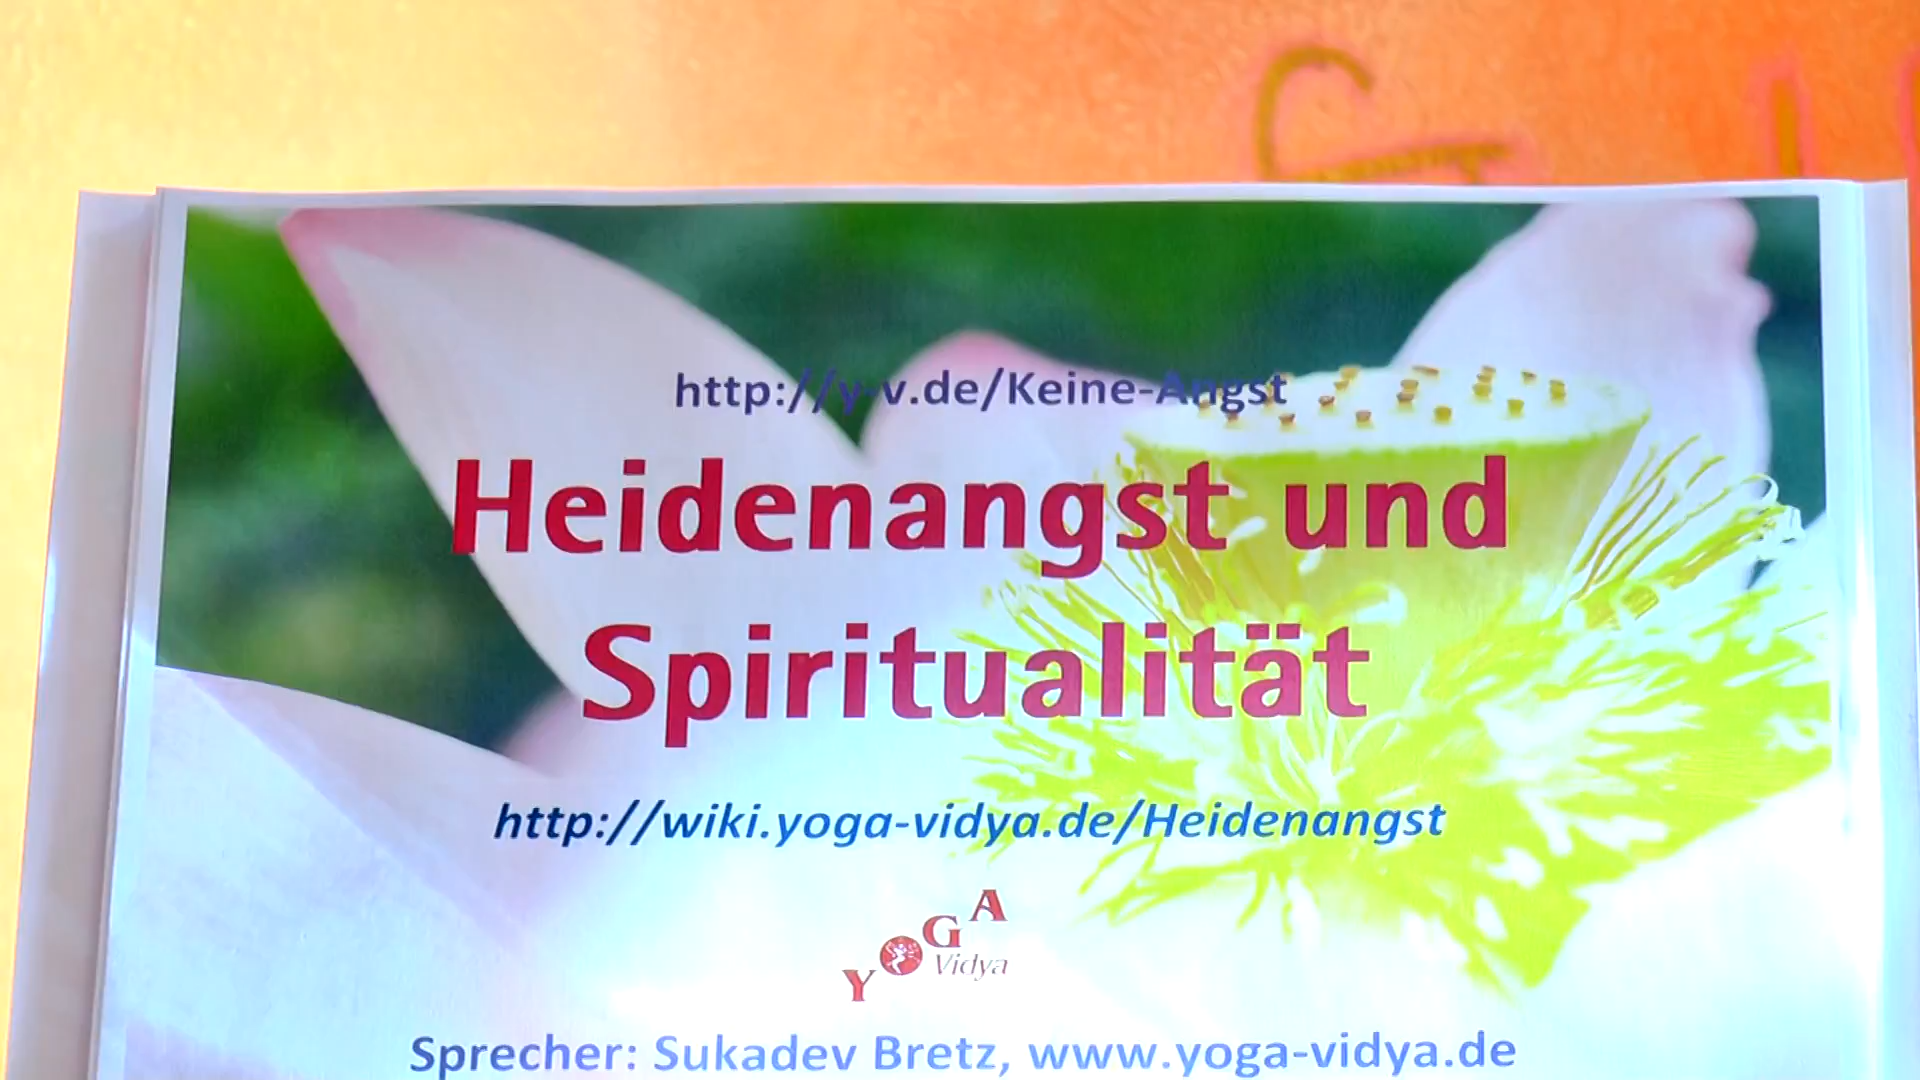 http://y-v.de/Keine-Angst
Heidenangst und
Spiritualität
http://wiki.yoga-vidya.de/Heidenangst
YOGA
Vidya
Sprecher: Sukadev Bretz, www.yoga-vidya.de